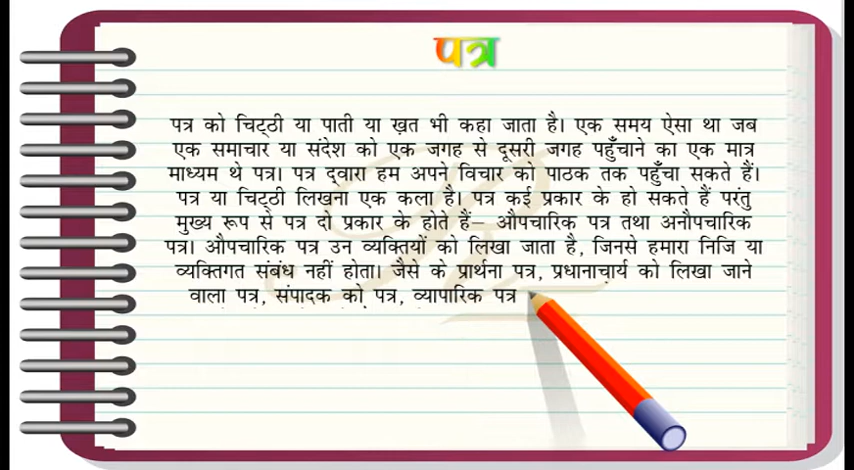 पत्र
पत्र को चिट्ठी या पाती या ख़त भी कहा जाता है। एक समय ऐसा था जब
एक समाचार या संदेश को एक जगह से दूसरी जगह पहुँचाने का एक मात्र
माध्यम थे पत्र। पत्र द्वारा हम अपने विचार को पाठक तक पहुँचा सकते हैं।
पत्र या चिट्ठी लिखना एक कला है। पत्र कई प्रकार के हो सकते हैं परंतु
मुख्य रूप से पत्र दो प्रकार के होते हैं– औपचारिक पत्र तथा अनौपचारिक
पत्र। औपचारिक पत्र उन व्यक्तियों को लिखा जाता है, जिनसे हमारा निजि या
व्यक्तिगत संबंध नहीं होता। जैसे के प्रार्थना पत्र, प्रधानाचार्य को लिखा जाने
वाला पत्र, संपादक को पत्र, व्यापारिक पत्र